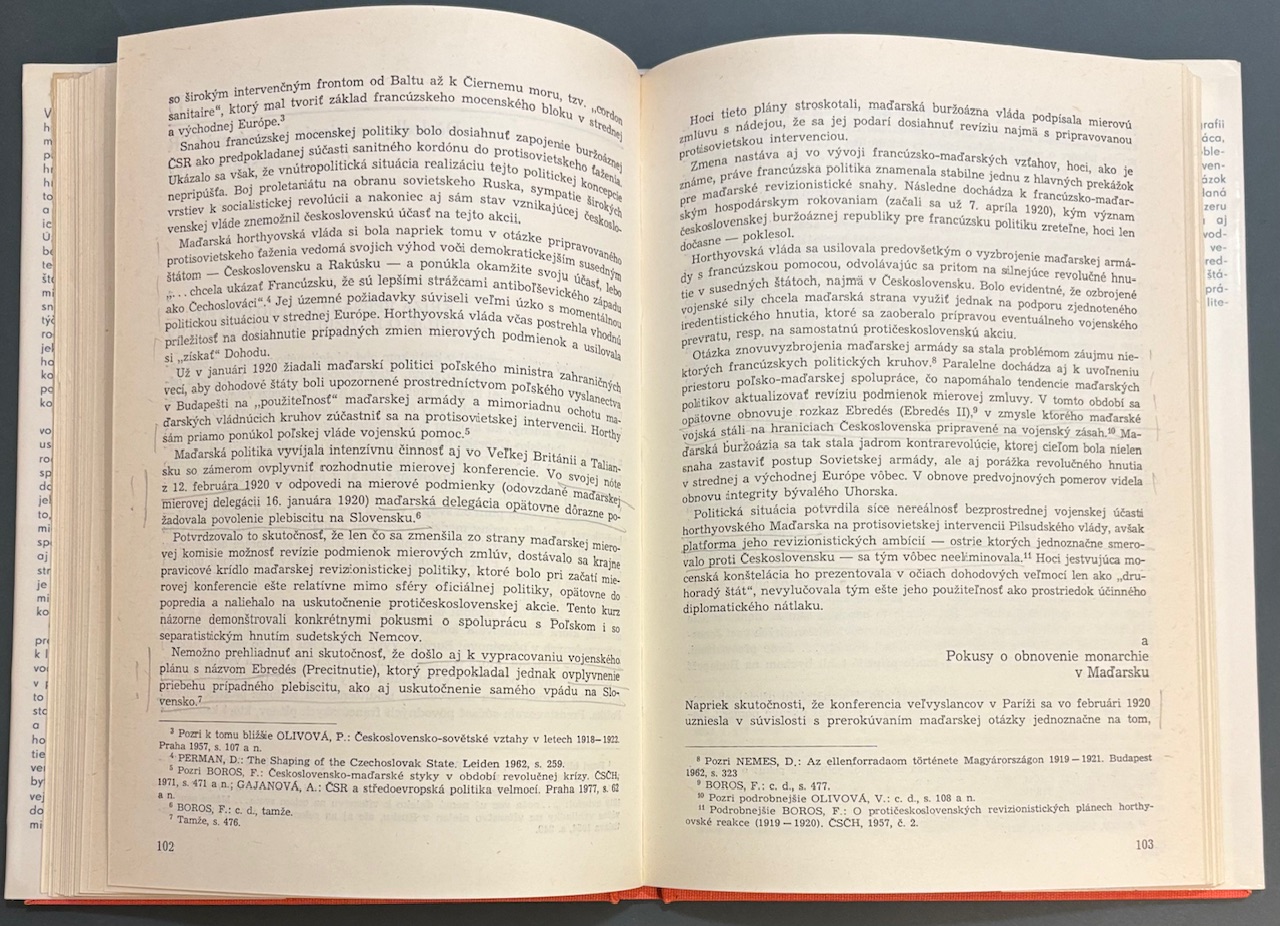 so širokým intervenčným frontom od Baltu až k Čiernemu moru, tzv. „cordon
sanitaire“, ktorý mal tvoriť základ francúzskeho mocenského bloku v strednej
a východnej Európe.³
Snahou francúzskej mocenskej politiky bolo dosiahnuť zapojenie buržoáznej
ČSR ako predpokladanej súčasti sanitného kordónu do protisovietskeho ťaženia.
Ukázalo sa však, že vnútropolitická situácia realizáciu tejto politickej koncepcie
nepripúšťa. Boj proletariátu na obranu sovietskeho Ruska, sympatie širokých
vrstiev k socialistickej revolúcii a nakoniec aj sám stav vznikajúcej českoslo-
venskej vlády znemožnil československú účasť na tejto akcii.
Maďarská horthyovská vláda si bola napriek tomu v otázke pripravovaného
protisovietskeho ťaženia vedomá svojich výhod voči demokratickejším susedným
štátom — Československu a Rakúsku — a ponúkla okamžite svoju účasť, lebo
„... chcela ukázať Francúzsku, že sú lepšími strážcami antiboľševického západu
ako Čechoslováci“.⁴ Jej územné požiadavky súviseli veľmi úzko s momentálnou
politickou situáciou v strednej Európe. Horthyovská vláda včas postrehla vhodnú
príležitosť na dosiahnutie prípadných zmien mierových podmienok a usilovala
si „získať“ Dohodu.
Už v januári 1920 žiadali maďarskí politici poľského ministra zahraničných
vecí, aby dohodové štáty boli upozornené prostredníctvom poľského vyslanectva
v Budapešti na „použiteľnosť“ maďarskej armády a mimoriadnu ochotu ma-
ďarských vládnúcich kruhov zúčastniť sa na protisovietskej intervencii. Horthy
sám priamo ponúkol poľskej vláde vojenskú pomoc.⁵
Maďarská politika vyvíjala intenzívnu činnosť aj vo Veľkej Británii a Talian-
sku so zámerom ovplyvniť rozhodnutie mierovej konferencie. Vo svojej nóte
z 12. februára 1920 v odpovedi na mierové podmienky (odovzdané maďarskej
mierovej delegácii 16. januára 1920) maďarská delegácia opätovne dôrazne po-
žadovala povolenie plebiscitu na Slovensku.⁶
Potvrdzovalo to skutočnosť, že len čo sa zmenšila zo strany maďarskej miero-
vej komisie možnosť revízie podmienok mierových zmlúv, dostávalo sa krajne
pravicové krídlo maďarskej revizionistickej politiky, ktoré bolo pri začatí mie-
rovej konferencie ešte relatívne mimo sféry oficiálnej politiky, opätovne do
popredia a naliehalo na uskutočnenie protičeskoslovenskej akcie. Tento kurz
názorne demonštrovali konkrétnymi pokusmi o spoluprácu s Poľskom i so
separatistickým hnutím sudetských Nemcov.
Nemožno prehliadnuť ani skutočnosť, že došlo aj k vypracovaniu vojenského
plánu s názvom Ebredés (Precitnutie), ktorý predpokladal jednak ovplyvnenie
priebehu prípadného plebiscitu, ako aj uskutočnenie samého vpádu na Slo-
vensko.⁷
³ Pozri k tomu bližšie OLIVOVÁ, P.: Československo-sovětské vztahy v letech 1918–1922.
Praha 1957, s. 107 a n.
⁴ PERMAN, D.: The Shaping of the Czechoslovak State. Leiden 1962, s. 259.
⁵ Pozri BOROS, F.: Československo-maďarské styky v období revolučnej krízy. ČSČH,
1971, s. 471 a n.; GAJANOVÁ, A.: ČSR a středoevropská politika velmocí. Praha 1977, s. 62
a n.
⁶ BOROS, F.: c. d., tamže.
⁷ Tamže, s. 476.
102
Hoci tieto plány stroskotali, maďarská buržoázna vláda podpísala mierovú
zmluvu s nádejou, že sa jej podarí dosiahnuť revíziu najmä s pripravovanou
protisovietskou intervenciou.
Zmena nastáva aj vo vývoji francúzsko-maďarských vzťahov, hoci, ako je
známe, práve francúzska politika znamenala stabilne jednu z hlavných prekážok
pre maďarské revizionistické snahy. Následne dochádza k francúzsko-maďar-
ským hospodárskym rokovaniam (začali sa už 7. apríla 1920), kým význam
československej buržoáznej republiky pre francúzsku politiku zreteľne, hoci len
dočasne — poklesol.
Horthyovská vláda sa usilovala predovšetkým o vyzbrojenie maďarskej armá-
dy s francúzskou pomocou, odvolávajúc sa pritom na silnejúce revolučné hnu-
tie v susedných štátoch, najmä v Československu. Bolo evidentné, že ozbrojené
vojenské sily chcela maďarská strana využiť jednak na podporu zjednoteného
iredentistického hnutia, ktoré sa zaoberalo prípravou eventuálneho vojenského
prevratu, resp. na samostatnú protičeskoslovenskú akciu.
Otázka znovuvyzbrojenia maďarskej armády sa stala problémom záujmu nie-
ktorých francúzskych politických kruhov.⁸ Paralelne dochádza aj k uvoľneniu
priestoru poľsko-maďarskej spolupráce, čo napomáhalo tendencie maďarských
politikov aktualizovať revíziu podmienok mierovej zmluvy. V tomto období sa
opätovne obnovuje rozkaz Ebredés (Ebredés II),⁹ v zmysle ktorého maďarské
vojská stáli na hraniciach Československa pripravené na vojenský zásah.¹⁰ Ma-
ďarská buržoázia sa tak stala jadrom kontrarevolúcie, ktorej cieľom bola nielen
snaha zastaviť postup Sovietskej armády, ale aj porážka revolučného hnutia
v strednej a východnej Európe vôbec. V obnove predvojnových pomerov videla
obnovu integrity bývalého Uhorska.
Politická situácia potvrdila síce nereálnosť bezprostrednej vojenskej účasti
horthyovského Maďarska na protisovietskej intervencii Pilsudského vlády, avšak
platforma jeho revizionistických ambícií — ostrie ktorých jednoznačne smero-
valo proti Československu — sa tým vôbec neeliminovala.¹¹ Hoci jestvujúca mo-
censká konštelácia ho prezentovala v očiach dohodových veľmocí len ako „dru-
horadý štát“, nevylučovala tým ešte jeho použiteľnosť ako prostriedok účinného
diplomatického nátlaku.
a
Pokusy o obnovenie monarchie
v Maďarsku
Napriek skutočnosti, že konferencia veľvyslancov v Paríži sa vo februári 1920
uzniesla v súvislosti s prerokúvaním maďarskej otázky jednoznačne na tom,
⁸ Pozri NEMES, D.: Az ellenforradaom története Magyárországon 1919–1921. Budapest
1962, s. 323
⁹ BOROS, F.: c. d., s. 477.
¹⁰ Pozri podrobnejšie OLIVOVÁ, V.: c. d., s. 108 a n.
¹¹ Podrobnejšie BOROS, F.: O protičeskoslovenských revizionistických plánech horthy-
ovské reakce (1919–1920). ČSČH, 1957, č. 2.
103